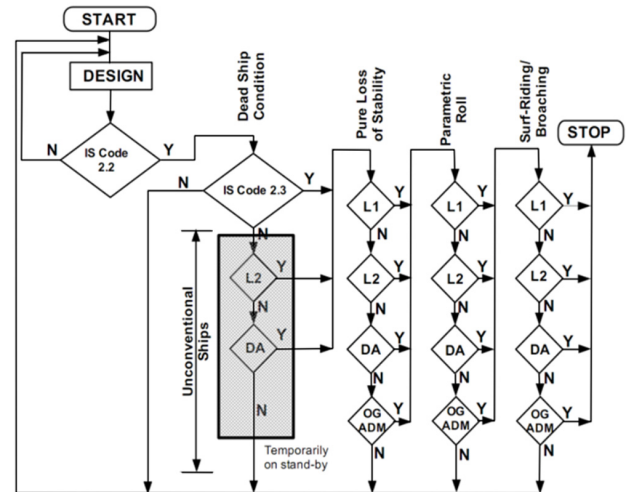 START
DESIGN
N
IS Code
2.2
Y
Dead Ship
Condition
N
IS Code 2.3
Y
N
Unconventional
Ships
L2
Y
N
DA
Y
N
Temporarily
on stand-by
Pure Loss
of Stability
L1
Y
N
L2
Y
N
DA
Y
N
OG
ADM
Y
N
Parametric
Roll
L1
Y
N
L2
Y
N
DA
Y
N
OG
ADM
Y
N
Surf-Riding/
Broaching
L1
Y
N
L2
Y
N
DA
Y
N
OG
ADM
Y
N
STOP